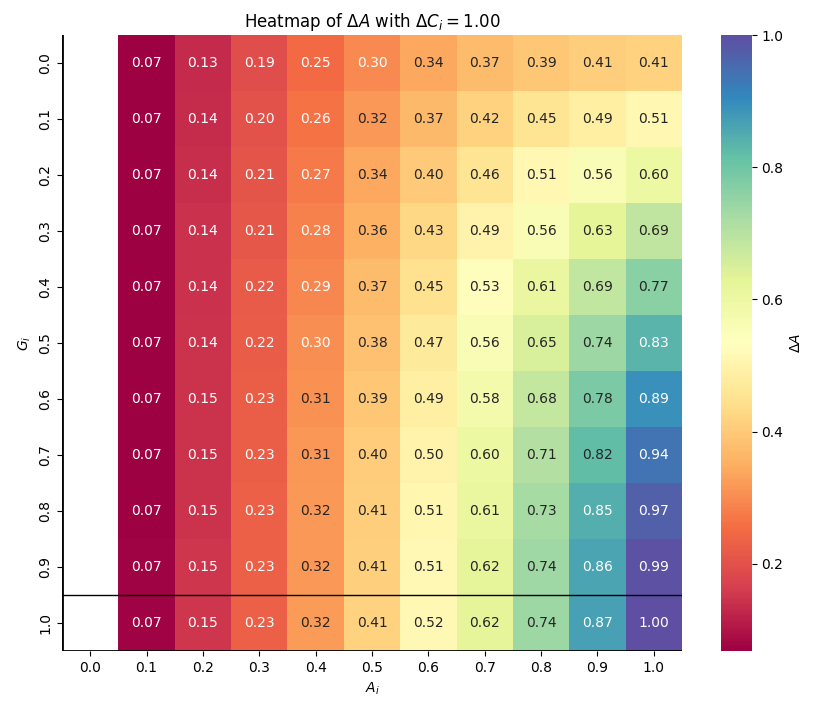 Heatmap of ΔA with ΔC_i = 1.00
0.0 0.07 0.13 0.19 0.25 0.30 0.34 0.37 0.39 0.41 0.41
0.1 0.07 0.14 0.20 0.26 0.32 0.37 0.42 0.45 0.49 0.51
0.2 0.07 0.14 0.21 0.27 0.34 0.40 0.46 0.51 0.56 0.60
0.3 0.07 0.14 0.21 0.28 0.36 0.43 0.49 0.56 0.63 0.69
0.4 0.07 0.14 0.22 0.29 0.37 0.45 0.53 0.61 0.69 0.77
0.5 0.07 0.14 0.22 0.30 0.38 0.47 0.56 0.65 0.74 0.83
0.6 0.07 0.15 0.23 0.31 0.39 0.49 0.58 0.68 0.78 0.89
0.7 0.07 0.15 0.23 0.31 0.40 0.50 0.60 0.71 0.82 0.94
0.8 0.07 0.15 0.23 0.32 0.41 0.51 0.61 0.73 0.85 0.97
0.9 0.07 0.15 0.23 0.32 0.41 0.51 0.62 0.74 0.86 0.99
1.0 0.07 0.15 0.23 0.32 0.41 0.52 0.62 0.74 0.87 1.00
0.0 0.1 0.2 0.3 0.4 0.5 0.6 0.7 0.8 0.9 1.0
A_i
G_i
1.0
0.8
0.6
0.4
0.2
ΔA